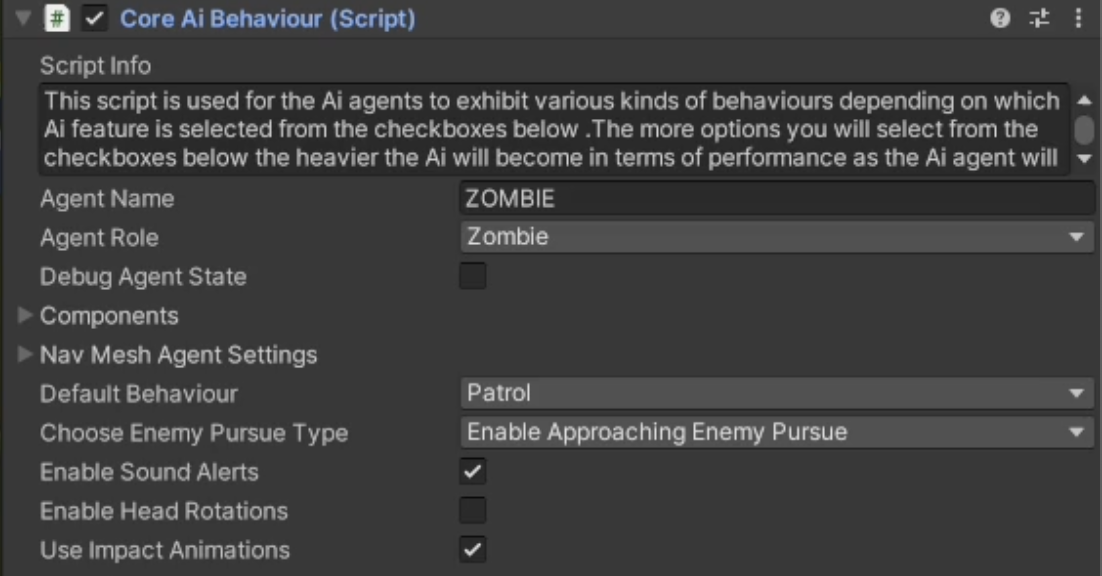 Core Ai Behaviour (Script)
Script Info
This script is used for the Ai agents to exhibit various kinds of behaviours depending on which
Ai feature is selected from the checkboxes below .The more options you will select from the
checkboxes below the heavier the Ai will become in terms of performance as the Ai agent will
Agent Name ZOMBIE
Agent Role Zombie
Debug Agent State
Components
Nav Mesh Agent Settings
Default Behaviour Patrol
Choose Enemy Pursue Type Enable Approaching Enemy Pursue
Enable Sound Alerts
Enable Head Rotations
Use Impact Animations